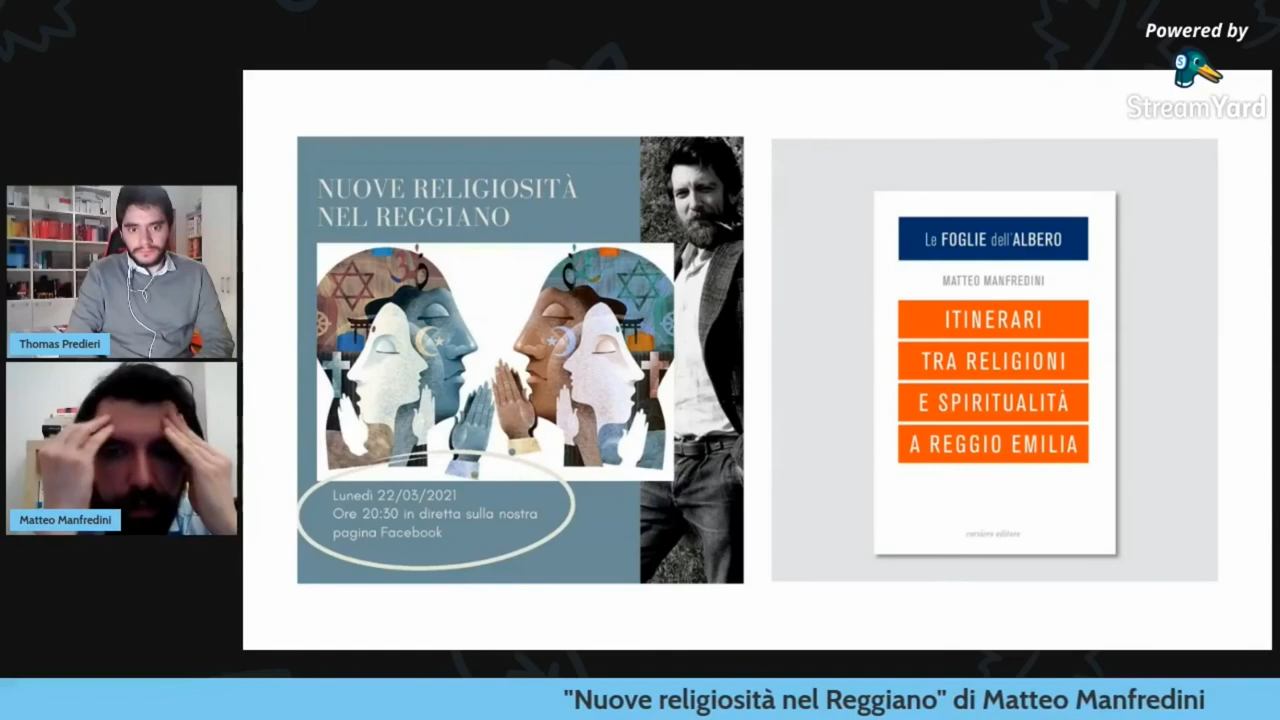 Powered by
StreamYard
NUOVE RELIGIOSITÀ
NEL REGGIANO
Lunedì 22/03/2021
Ore 20:30 in diretta sulla nostra
pagina Facebook
Le FOGLIE dell'ALBERO
MATTEO MANFREDINI
ITINERARI
TRA RELIGIONI
E SPIRITUALITÀ
A REGGIO EMILIA
corsiero editore
Thomas Predieri
Matteo Manfredini
"Nuove religiosità nel Reggiano" di Matteo Manfredini